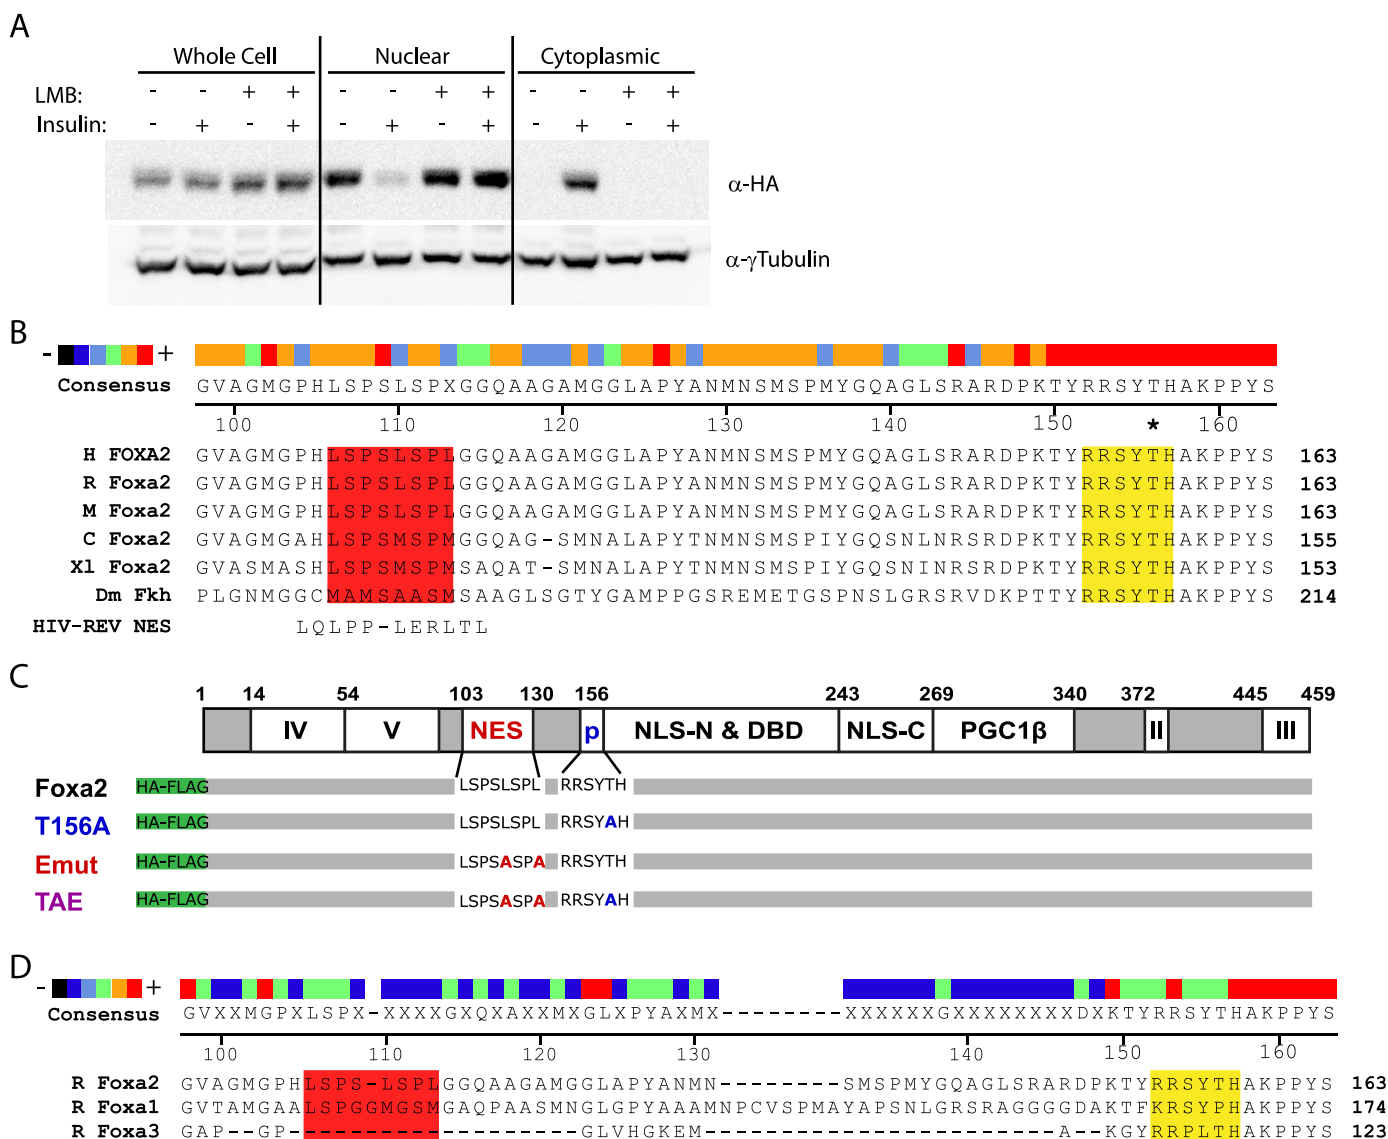 A
Whole Cell Nuclear Cytoplasmic
LMB: - - + + - - + + - - + +
Insulin: - + - + - + - + - + - +
α-HA
α-γTubulin
B
- +
Consensus GVAGMGPHLSPSLSPXGGQAAGAMGGLAPYANMNSMSPMYGQAGLSRARDPKTYRRSYTHAKPPYS
100 110 120 130 140 150 * 160
H FOXA2 GVAGMGPHLSPSLSPLGGQAAGAMGGLAPYANMNSMSPMYGQAGLSRARDPKTYRRSYTHAKPPYS 163
R Foxa2 GVAGMGPHLSPSLSPLGGQAAGAMGGLAPYANMNSMSPMYGQAGLSRARDPKTYRRSYTHAKPPYS 163
M Foxa2 GVAGMGPHLSPSLSPLGGQAAGAMGGLAPYANMNSMSPMYGQAGLSRARDPKTYRRSYTHAKPPYS 163
C Foxa2 GVAGMGAHLSPSMSPMGGQAG-SMNALAPYTNMNSMSPIYGQSNLNRSRDPKTYRRSYTHAKPPYS 155
Xl Foxa2 GVASMASHLSPSMSPMSAQAT-SMNALAPYTNMNSMSPIYGQSNINRSRDPKTYRRSYTHAKPPYS 153
Dm Fkh PLGNMGGCMAMSAASMSAAGLSGTYGAMPPGSREMETGSPNSLGRSRVDKPTTYRRSYTHAKPPYS 214
HIV-REV NES LQLPP-LERLTL
C
1 14 54 103 130 156 243 269 340 372 445 459
IV V NES p NLS-N & DBD NLS-C PGC1β II III
Foxa2 HA-FLAG LSPSLSPL RRSYTH
T156A HA-FLAG LSPSLSPL RRSYAH
Emut HA-FLAG LSPSASPA RRSYTH
TAE HA-FLAG LSPSASPA RRSYAH
D
- +
Consensus GVXXMGPXLSPX-XXXXGXQXAXXMXGLXPYAXMX--------XXXXXXGXXXXXXXXDXKTYRRSYTHAKPPYS
100 110 120 130 140 150 160
R Foxa2 GVAGMGPHLSPS-LSPLGGQAAGAMGGLAPYANMN--------SMSPMYGQAGLSRARDPKTYRRSYTHAKPPYS 163
R Foxa1 GVTAMGAALSPGGMGSMGAQPAASMNGLGPYAAAMNPCVSPMAYAPSNLGRSRAGGGGDAKTFKRSYPHAKPPYS 174
R Foxa3 GAP--GP-------------------GLVHGKEM-----------------------A-KGYRRPLTHAKPPYS 123